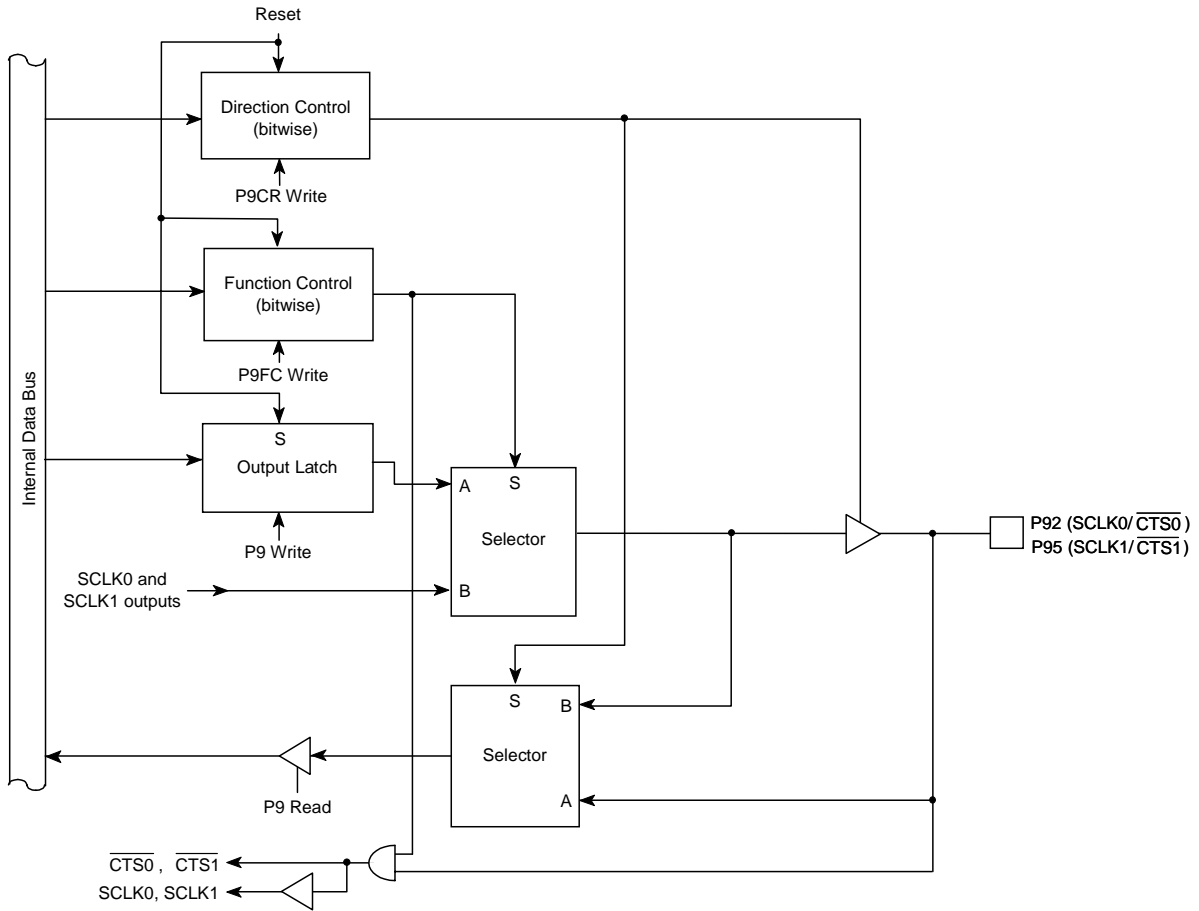 Reset
Direction Control
(bitwise)
P9CR Write
Function Control
(bitwise)
P9FC Write
Internal Data Bus
S
Output Latch
P9 Write
A
S
Selector
B
SCLK0 and
SCLK1 outputs
P92 (SCLK0/CTS0)
P95 (SCLK1/CTS1)
S
B
Selector
A
P9 Read
CTS0 , CTS1
SCLK0, SCLK1